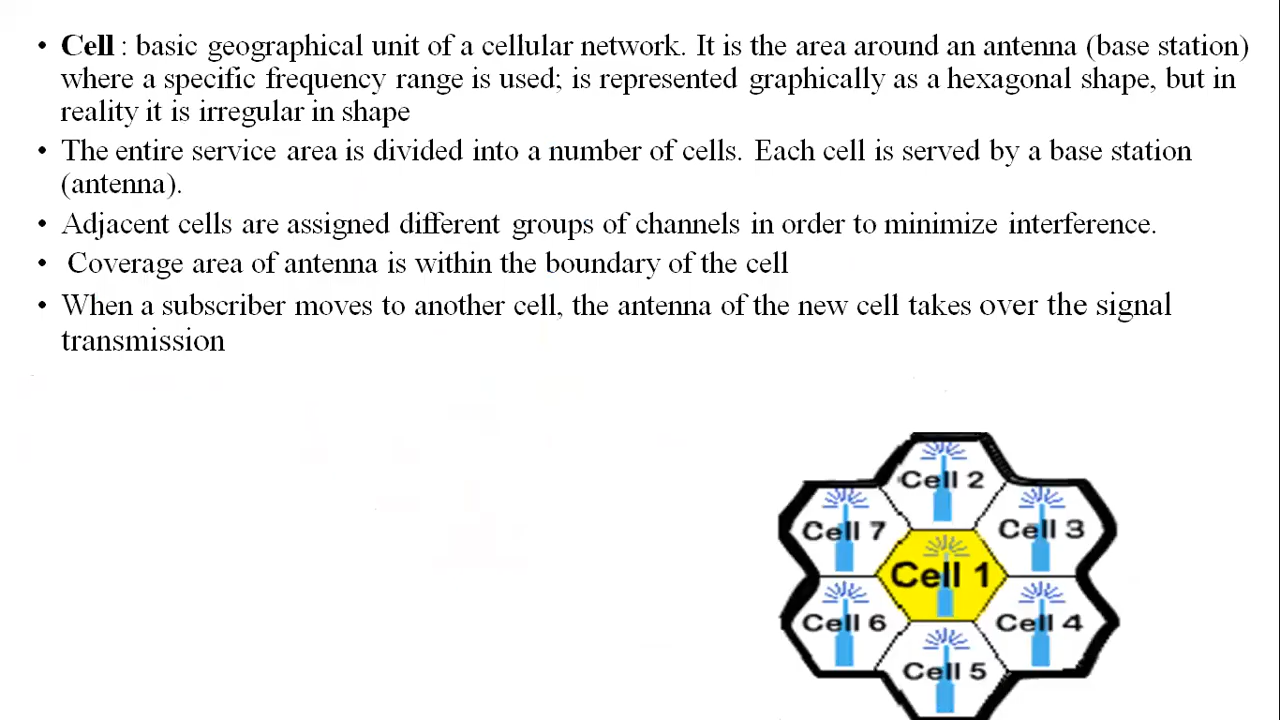 • Cell : basic geographical unit of a cellular network. It is the area around an antenna (base station)
where a specific frequency range is used; is represented graphically as a hexagonal shape, but in
reality it is irregular in shape
• The entire service area is divided into a number of cells. Each cell is served by a base station
(antenna).
• Adjacent cells are assigned different groups of channels in order to minimize interference.
• Coverage area of antenna is within the boundary of the cell
• When a subscriber moves to another cell, the antenna of the new cell takes over the signal
transmission
Cell 2
Cell 7
Cell 3
Cell 1
Cell 6
Cell 4
Cell 5